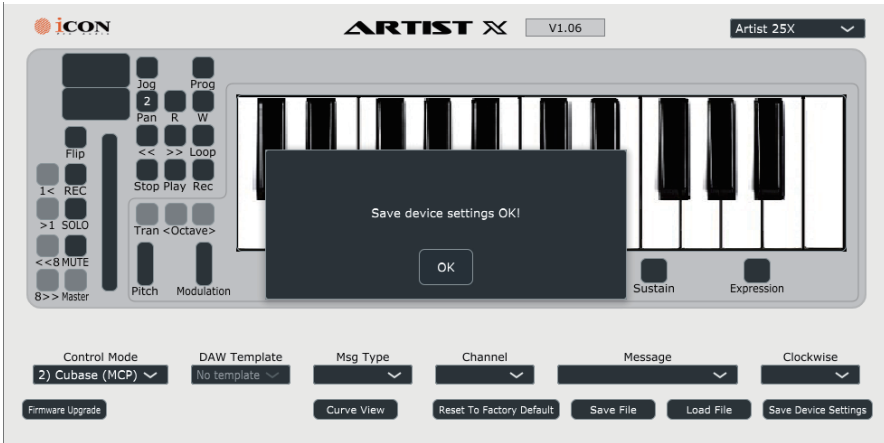 iCON
ARTIST X
V1.06
Artist 25X
Jog
Prog
2
Pan R W
Flip
<< >> Loop
1< REC
Stop Play Rec
>1 SOLO
Tran <Octave>
<<8 MUTE
8>> Master
Pitch Modulation
Save device settings OK!
OK
Sustain
Expression
Control Mode
DAW Template
Msg Type
Channel
Message
Clockwise
2) Cubase (MCP)
No template
Firmware Upgrade
Curve View
Reset To Factory Default
Save File
Load File
Save Device Settings